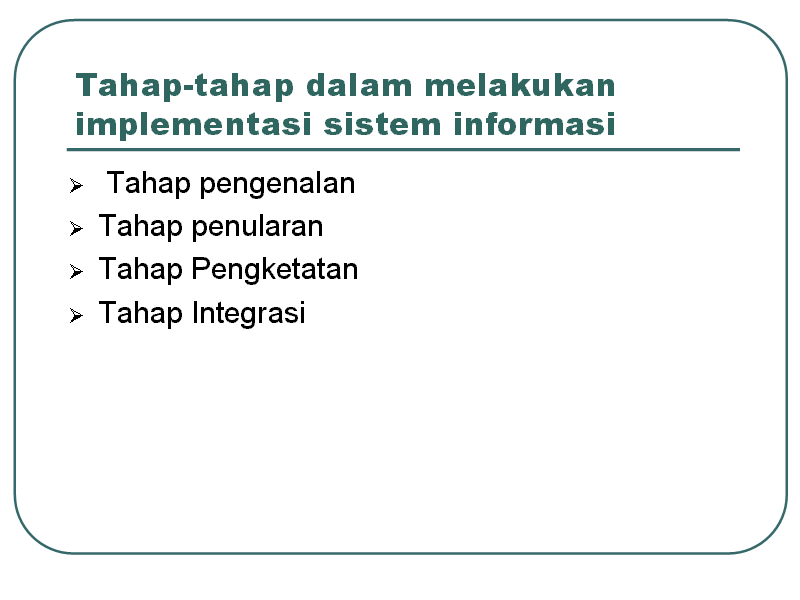 Tahap-tahap dalam melakukan
implementasi sistem informasi
Tahap pengenalan
Tahap penularan
Tahap Pengketatan
Tahap Integrasi